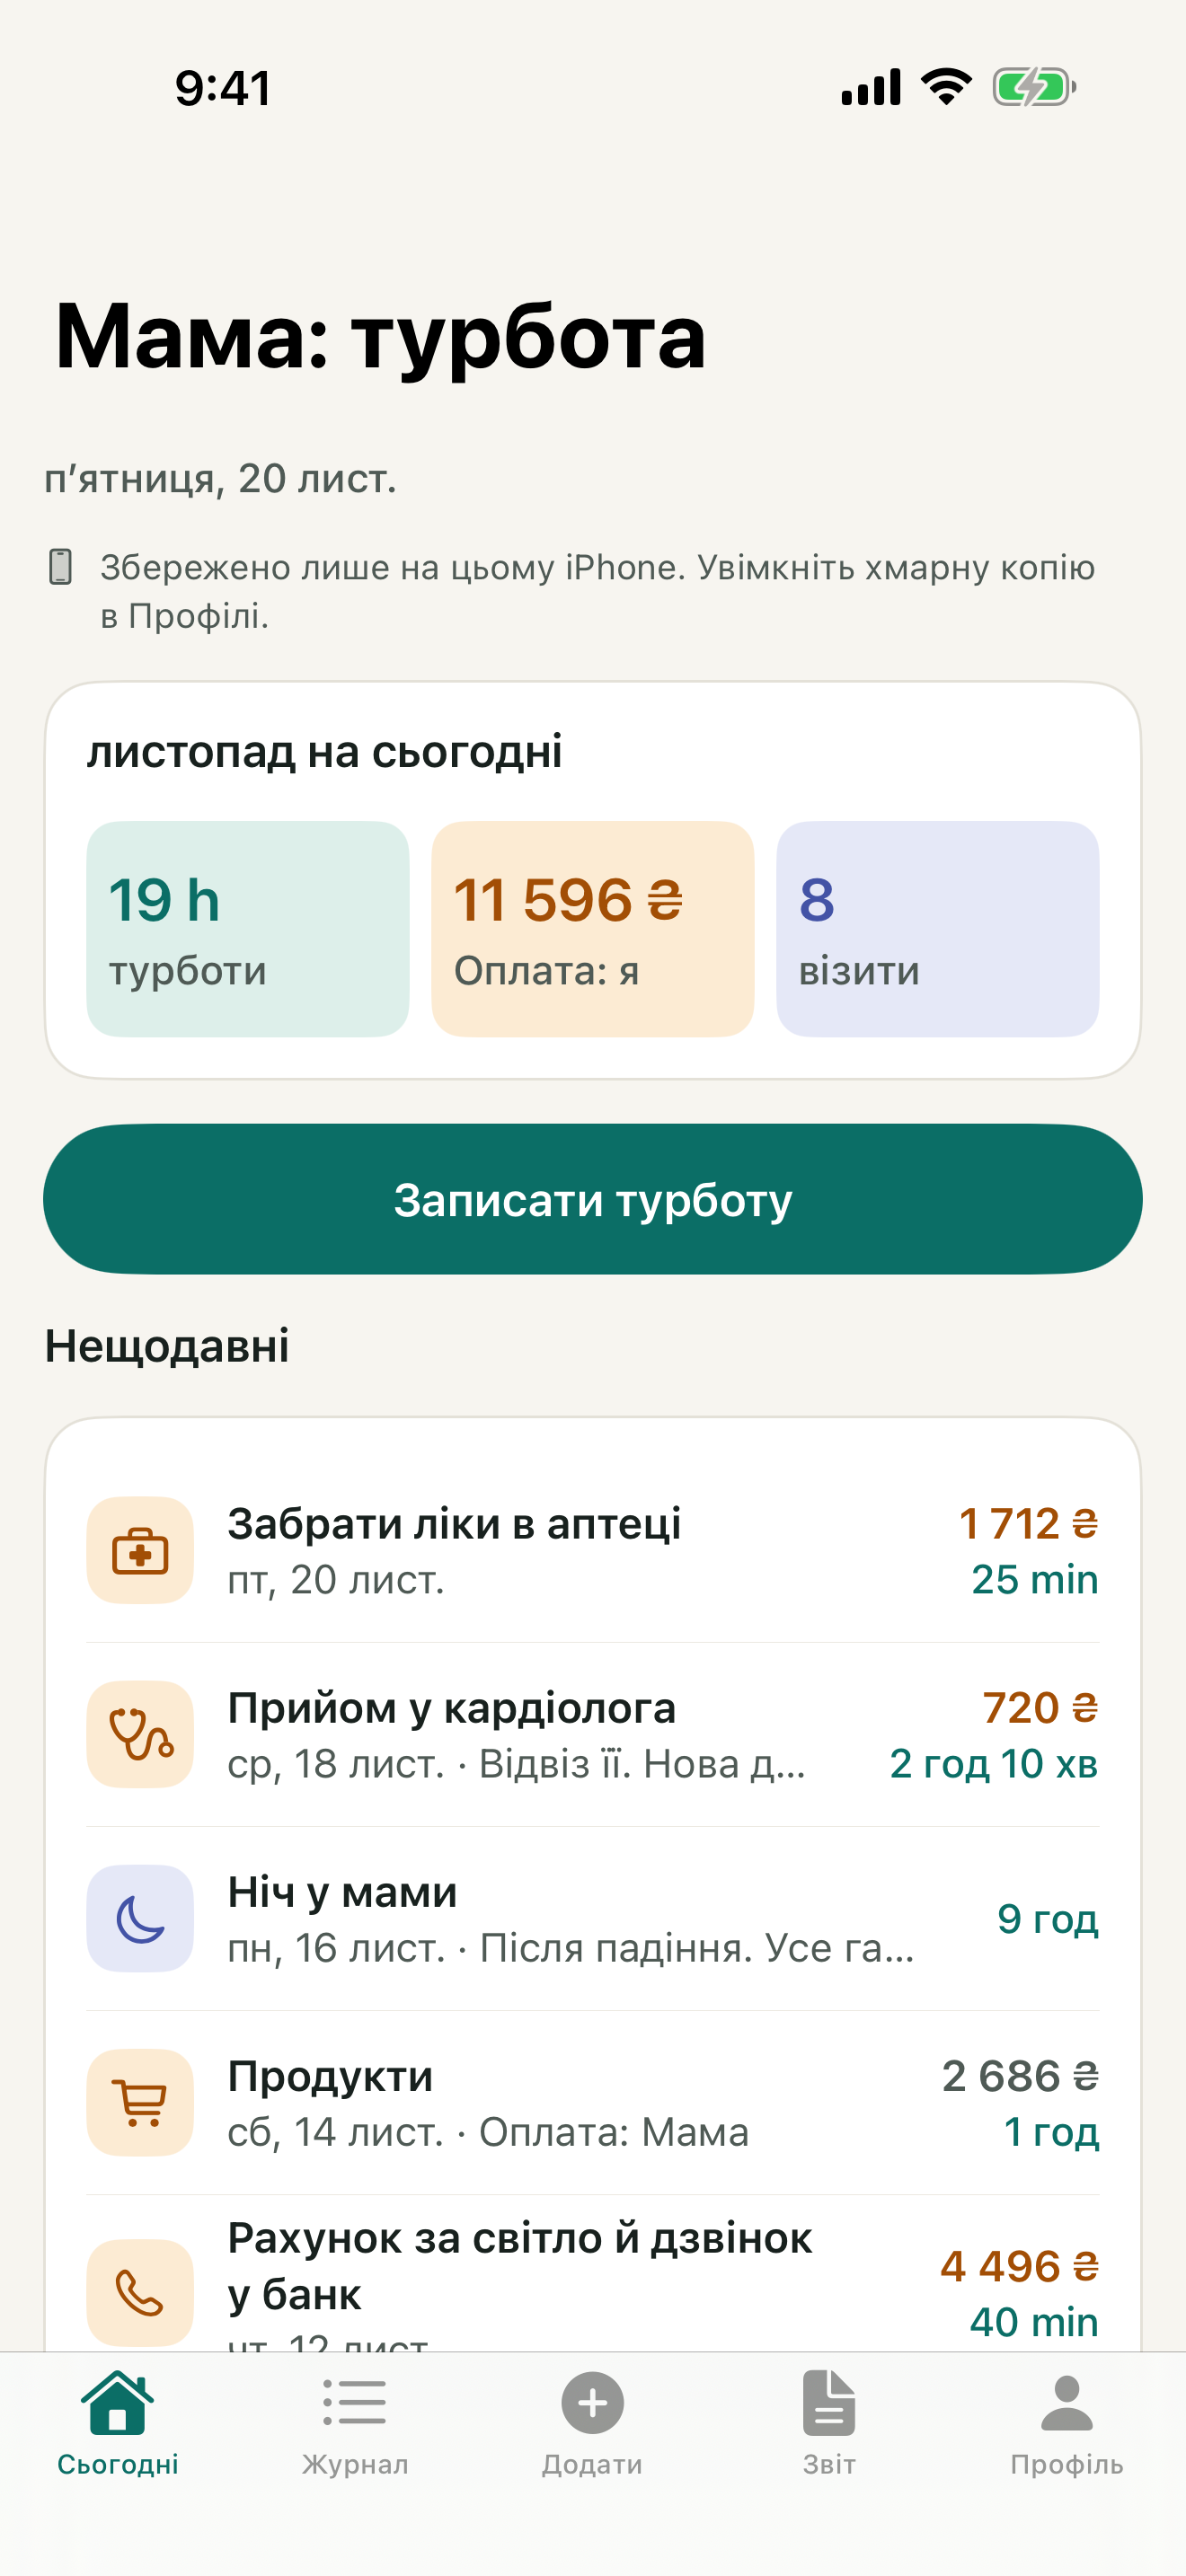 9:41
Мама: турбота
п’ятниця, 20 лист.
Збережено лише на цьому iPhone. Увімкніть хмарну копію
в Профілі.
листопад на сьогодні
19 h
турботи
11 596 ₴
Оплата: я
8
візити
Записати турботу
Нещодавні
Забрати ліки в аптеці
1 712 ₴
пт, 20 лист.
25 min
Прийом у кардіолога
720 ₴
ср, 18 лист. · Відвіз її. Нова д...
2 год 10 хв
Ніч у мами
9 год
пн, 16 лист. · Після падіння. Усе га...
Продукти
2 686 ₴
сб, 14 лист. · Оплата: Мама
1 год
Рахунок за світло й дзвінок
у банк
4 496 ₴
40 min
чт, 12 лист.
Сьогодні
Журнал
Додати
Звіт
Профіль